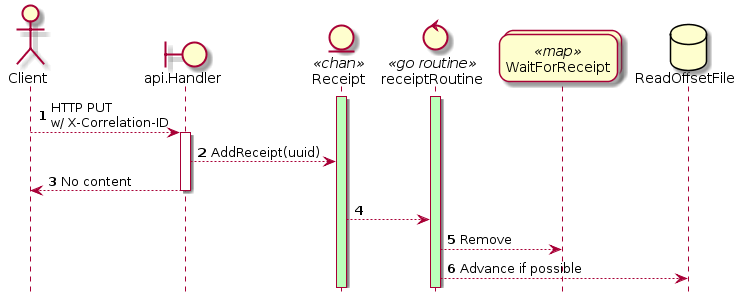 «chan»
«go routine»
«map»
Client
api.Handler
Receipt
receiptRoutine
WaitForReceipt
ReadOffsetFile
1 HTTP PUT
w/ X-Correlation-ID
2 AddReceipt(uuid)
3 No content
4
5 Remove
6 Advance if possible